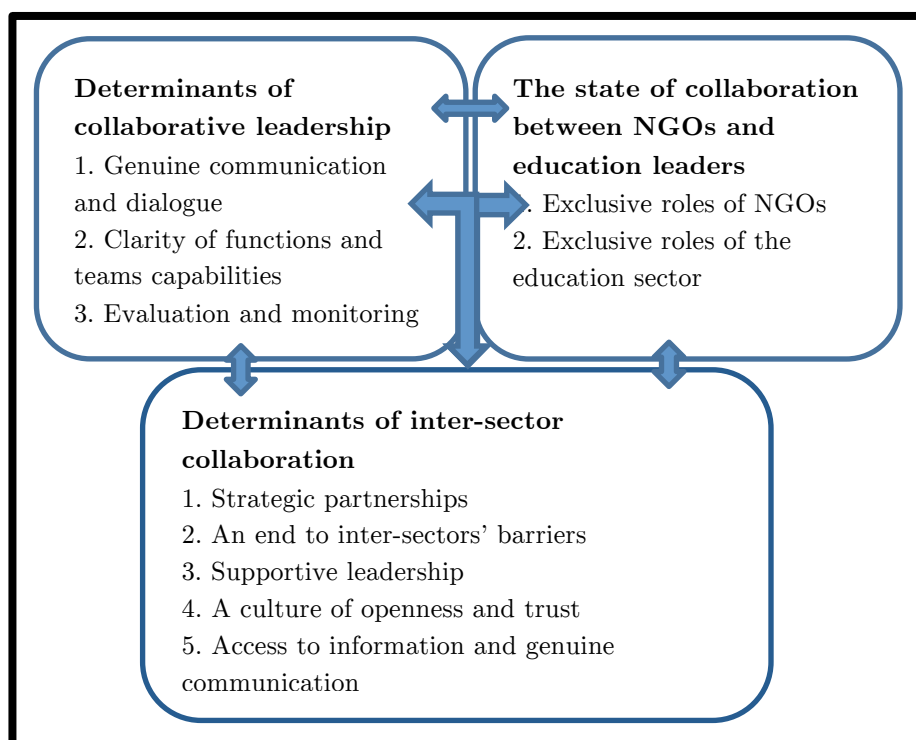 Determinants of
collaborative leadership
1. Genuine communication
and dialogue
2. Clarity of functions and
teams capabilities
3. Evaluation and monitoring
The state of collaboration
between NGOs and
education leaders
. Exclusive roles of NGOs
2. Exclusive roles of the
education sector
Determinants of inter-sector
collaboration
1. Strategic partnerships
2. An end to inter-sectors’ barriers
3. Supportive leadership
4. A culture of openness and trust
5. Access to information and genuine
communication